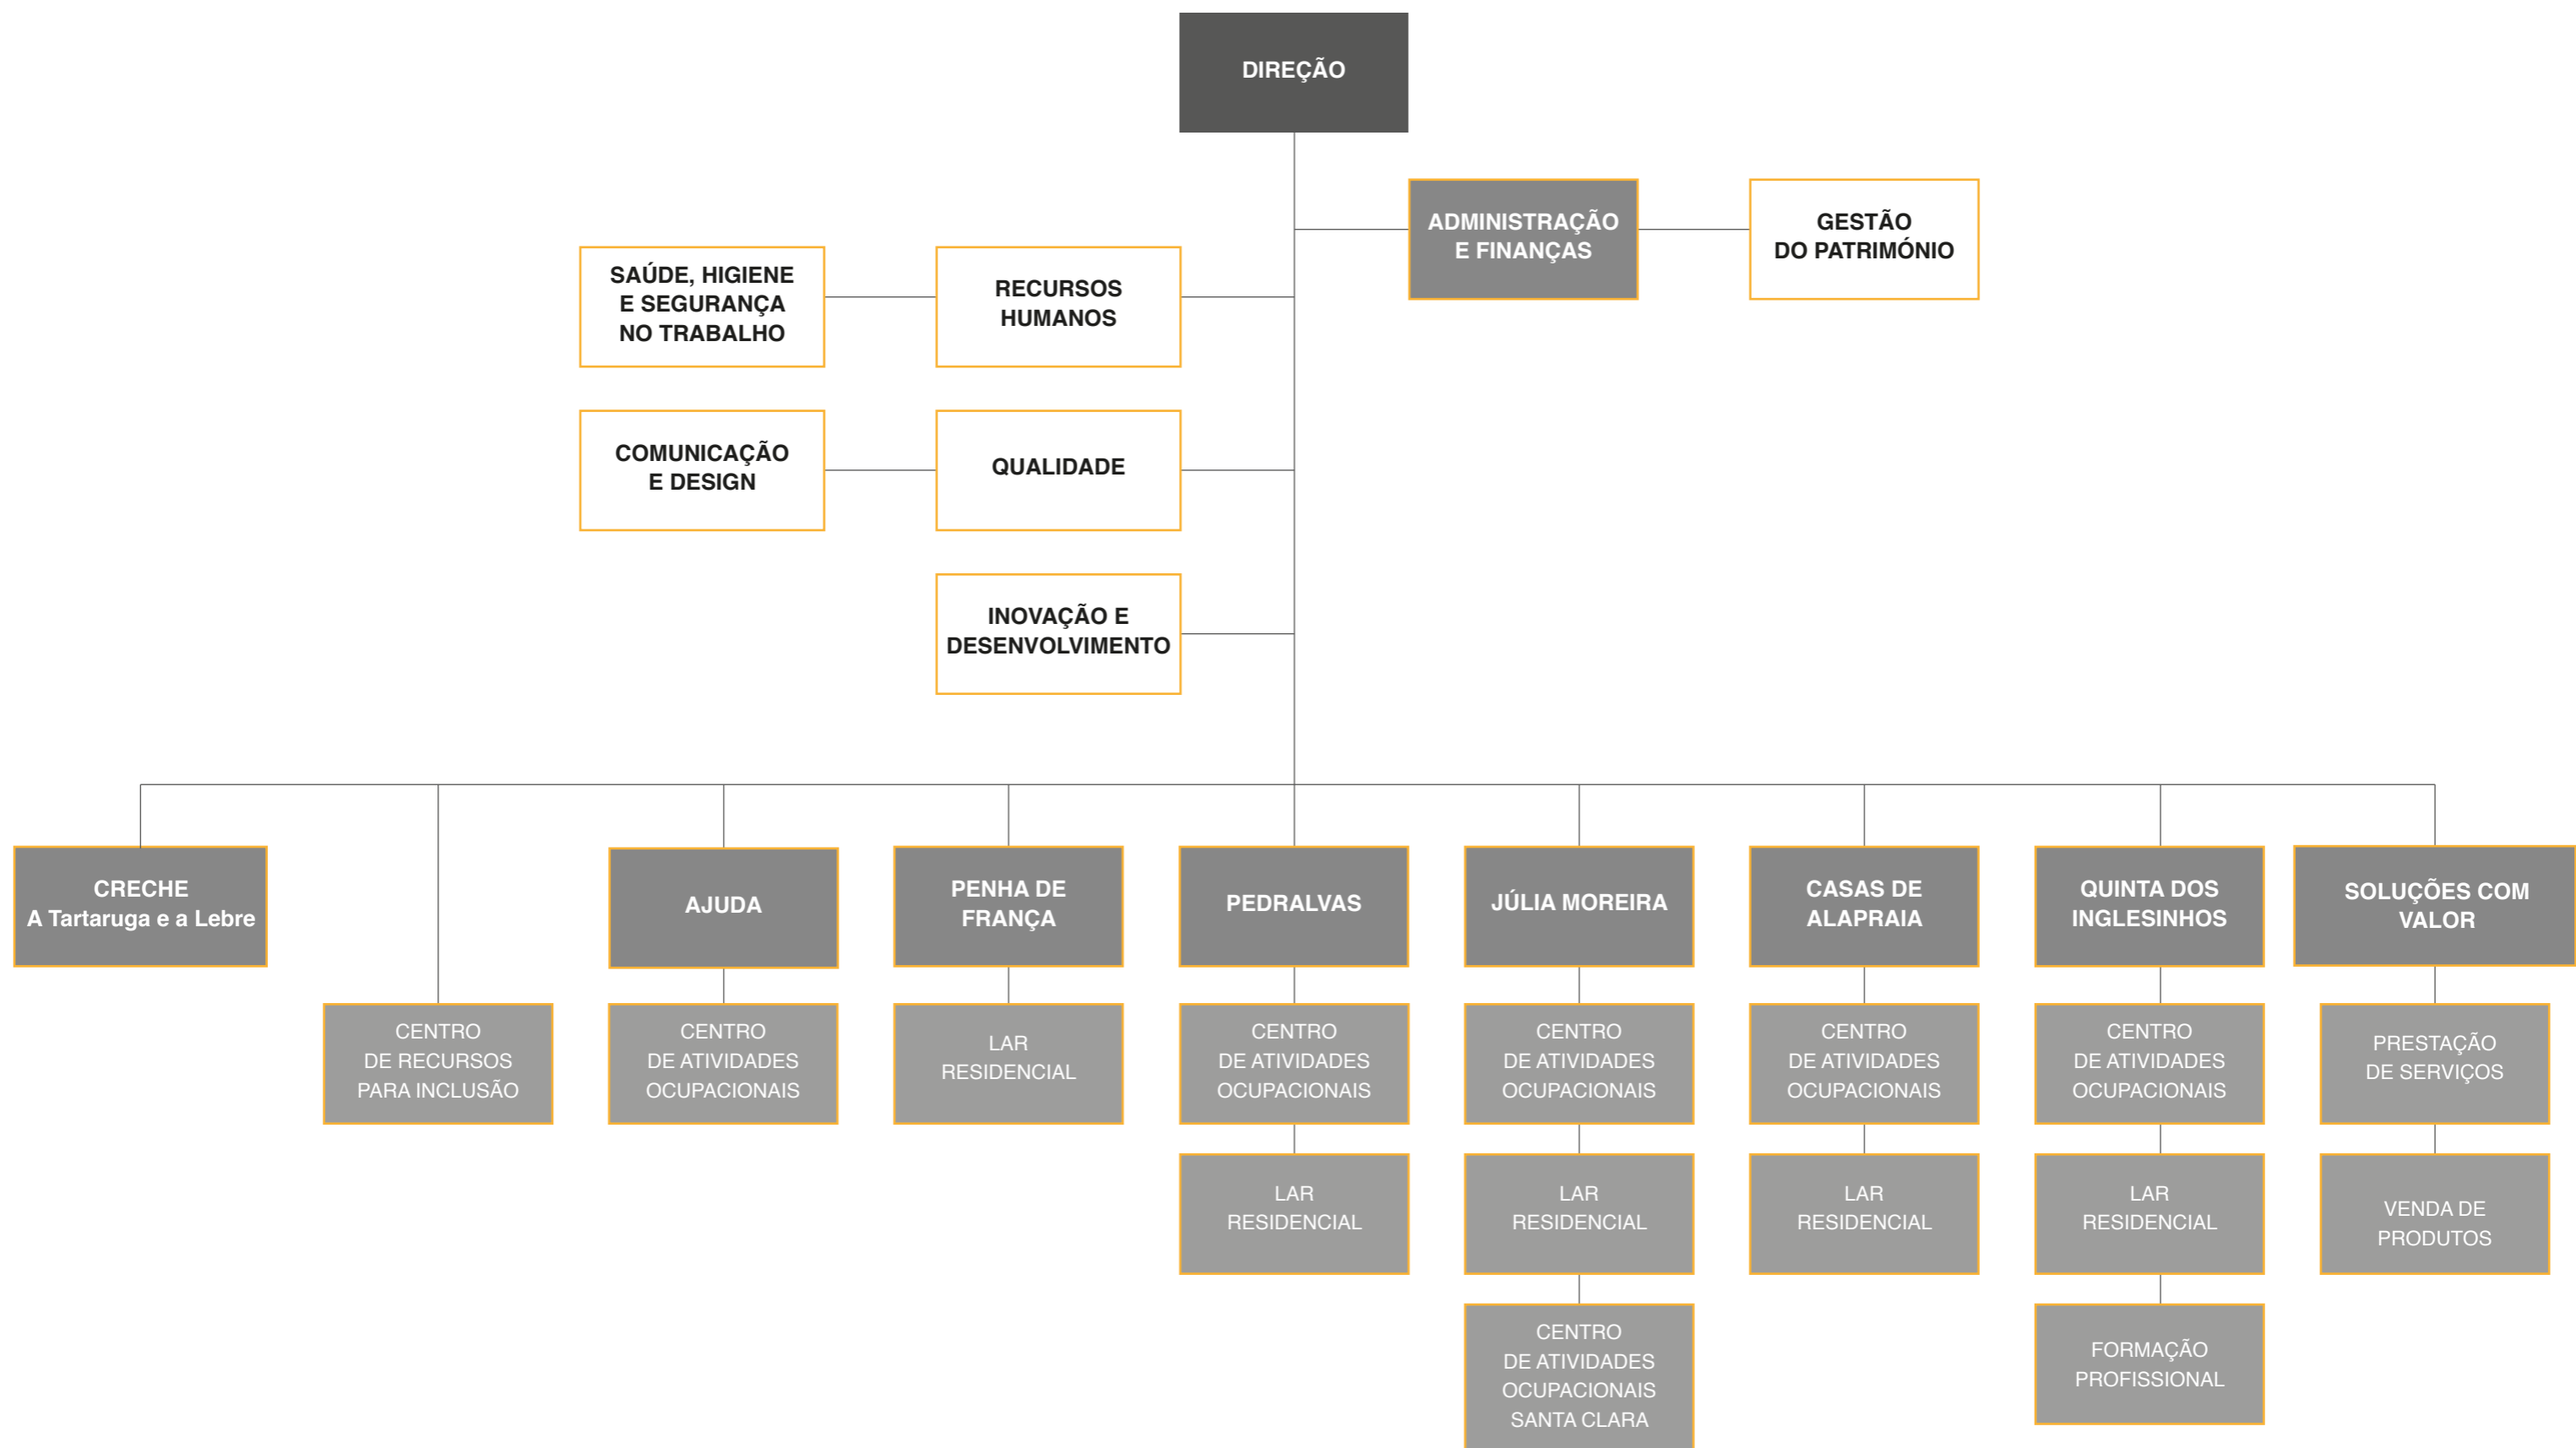 DIREÇÃO
ADMINISTRAÇÃO
E FINANÇAS
GESTÃO
DO PATRIMÓNIO
SAÚDE, HIGIENE
E SEGURANÇA
NO TRABALHO
RECURSOS
HUMANOS
COMUNICAÇÃO
E DESIGN
QUALIDADE
INOVAÇÃO E
DESENVOLVIMENTO
CRECHE
A Tartaruga e a Lebre
AJUDA
PENHA DE
FRANÇA
PEDRALVAS
JÚLIA MOREIRA
CASAS DE
ALAPRAIA
QUINTA DOS
INGLESINHOS
SOLUÇÕES COM
VALOR
CENTRO
DE RECURSOS
PARA INCLUSÃO
CENTRO
DE ATIVIDADES
OCUPACIONAIS
LAR
RESIDENCIAL
CENTRO
DE ATIVIDADES
OCUPACIONAIS
CENTRO
DE ATIVIDADES
OCUPACIONAIS
CENTRO
DE ATIVIDADES
OCUPACIONAIS
CENTRO
DE ATIVIDADES
OCUPACIONAIS
PRESTAÇÃO
DE SERVIÇOS
LAR
RESIDENCIAL
LAR
RESIDENCIAL
LAR
RESIDENCIAL
LAR
RESIDENCIAL
VENDA DE
PRODUTOS
CENTRO
DE ATIVIDADES
OCUPACIONAIS
SANTA CLARA
FORMAÇÃO
PROFISSIONAL